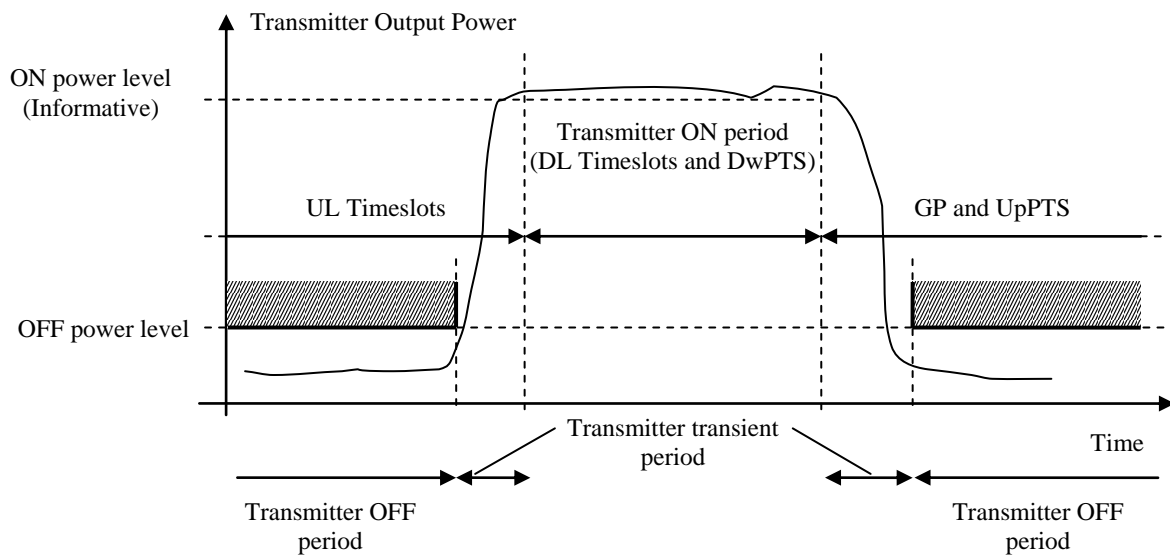 Transmitter Output Power
ON power level
(Informative)
Transmitter ON period
(DL Timeslots and DwPTS)
UL Timeslots
GP and UpPTS
OFF power level
Transmitter transient
period
Time
Transmitter OFF
period
Transmitter OFF
period